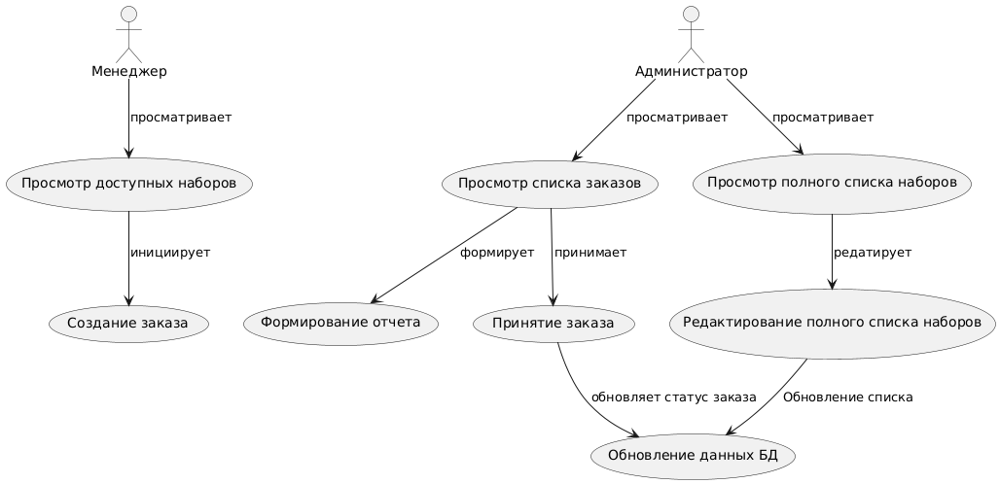 Менеджер
Администратор
просматривает
просматривает
просматривает
Просмотр доступных наборов
Просмотр списка заказов
Просмотр полного списка наборов
инициирует
формирует
принимает
редатирует
Создание заказа
Формирование отчета
Принятие заказа
Редактирование полного списка наборов
обновляет статус заказа
Обновление списка
Обновление данных БД